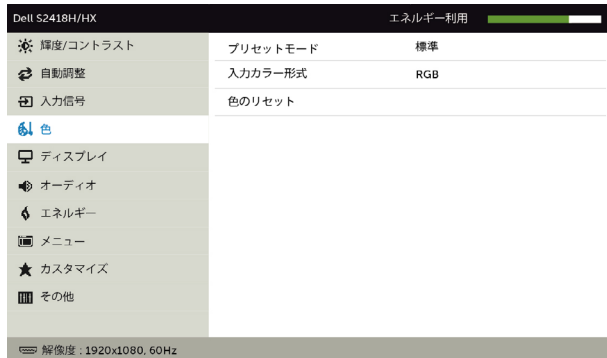 Dell S2418H/HX エネルギー利用
輝度/コントラスト
プリセットモード 標準
自動調整
入力カラー形式 RGB
入力信号
色のリセット
色
ディスプレイ
オーディオ
エネルギー
メニュー
カスタマイズ
その他
解像度 : 1920x1080, 60Hz